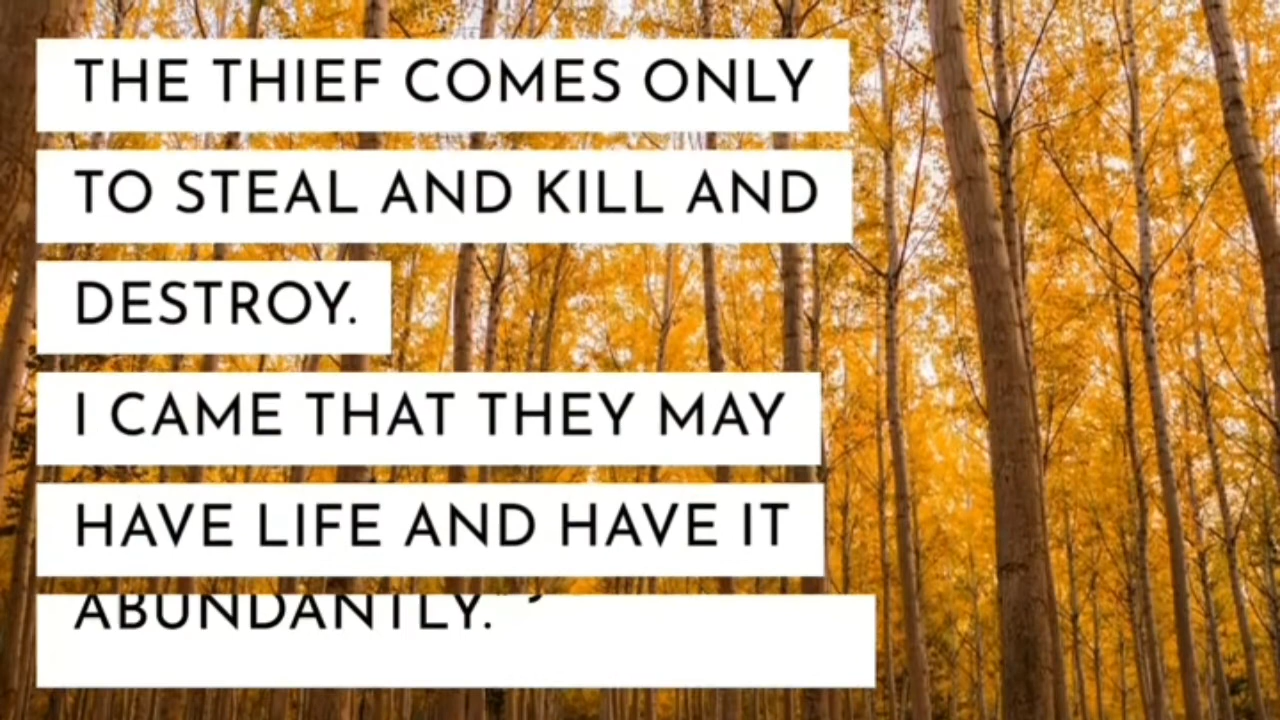 THE THIEF COMES ONLY
TO STEAL AND KILL AND
DESTROY.
I CAME THAT THEY MAY
HAVE LIFE AND HAVE IT
ABUNDANTLY.